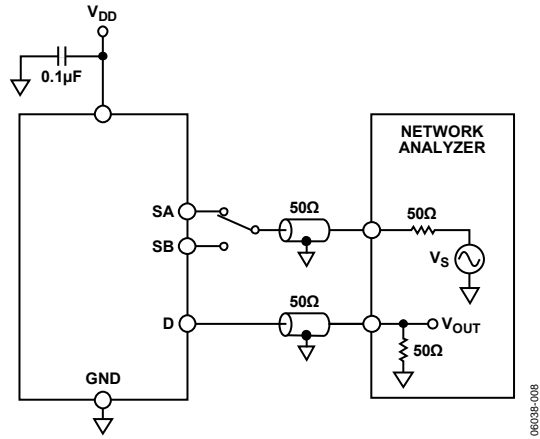 V_DD
0.1µF
NETWORK
ANALYZER
SA
50Ω
50Ω
SB
V_S
50Ω
D
V_OUT
50Ω
GND
06038-008